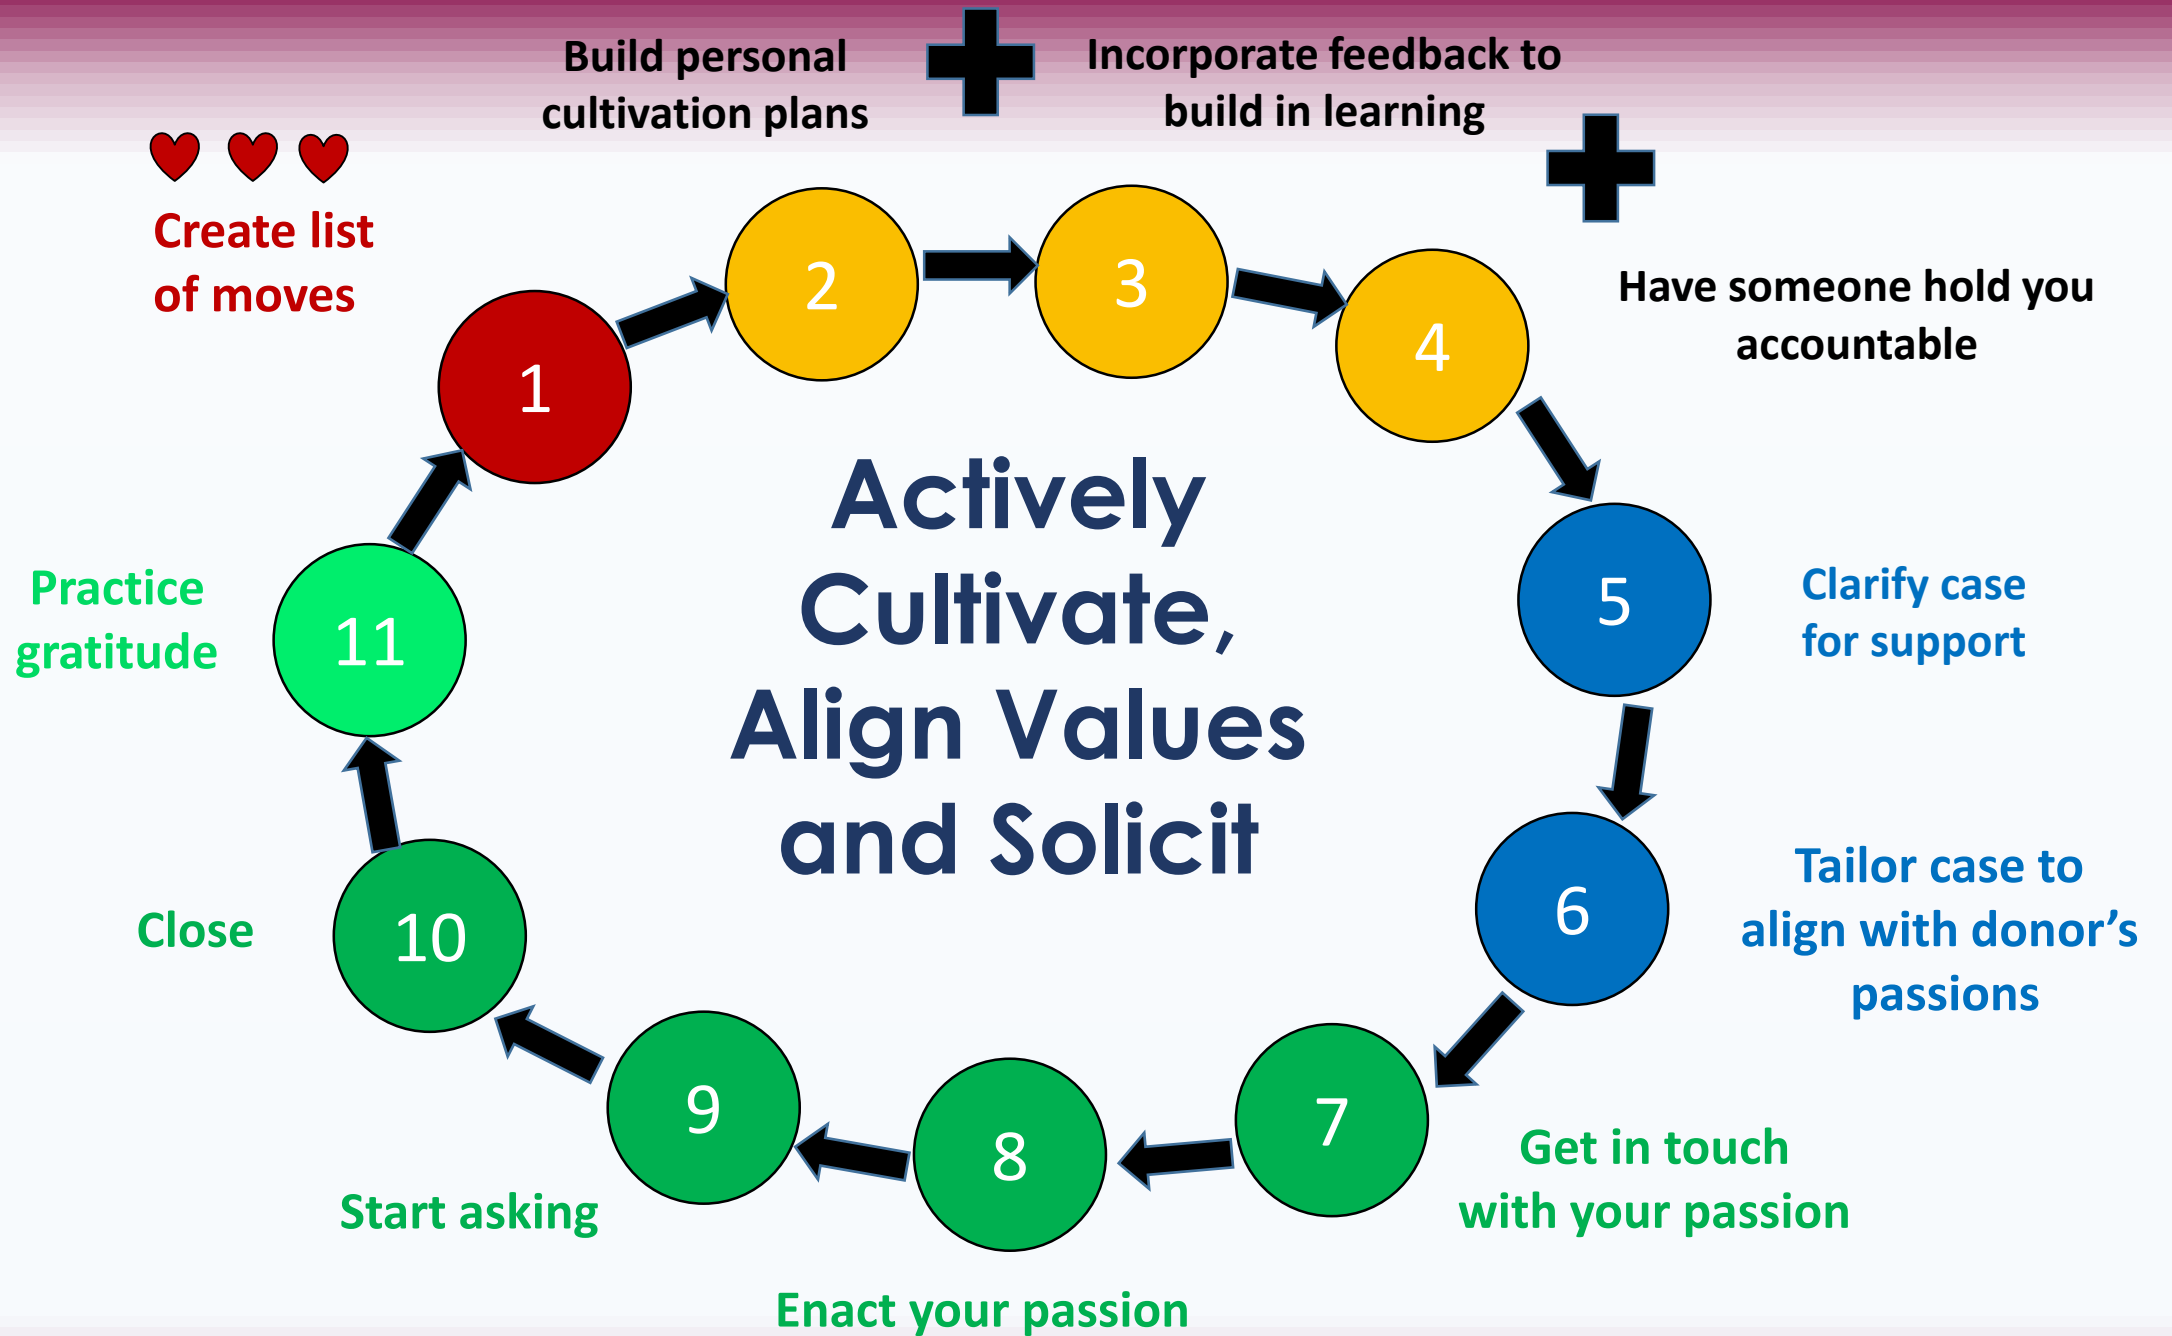 Build personal
cultivation plans
Incorporate feedback to
build in learning
Create list
of moves
1
2
3
4
Have someone hold you
accountable
Actively
Cultivate,
Align Values
and Solicit
5
Clarify case
for support
6
Tailor case to
align with donor’s
passions
7
Get in touch
with your passion
8
Enact your passion
9
Start asking
10
Close
11
Practice
gratitude